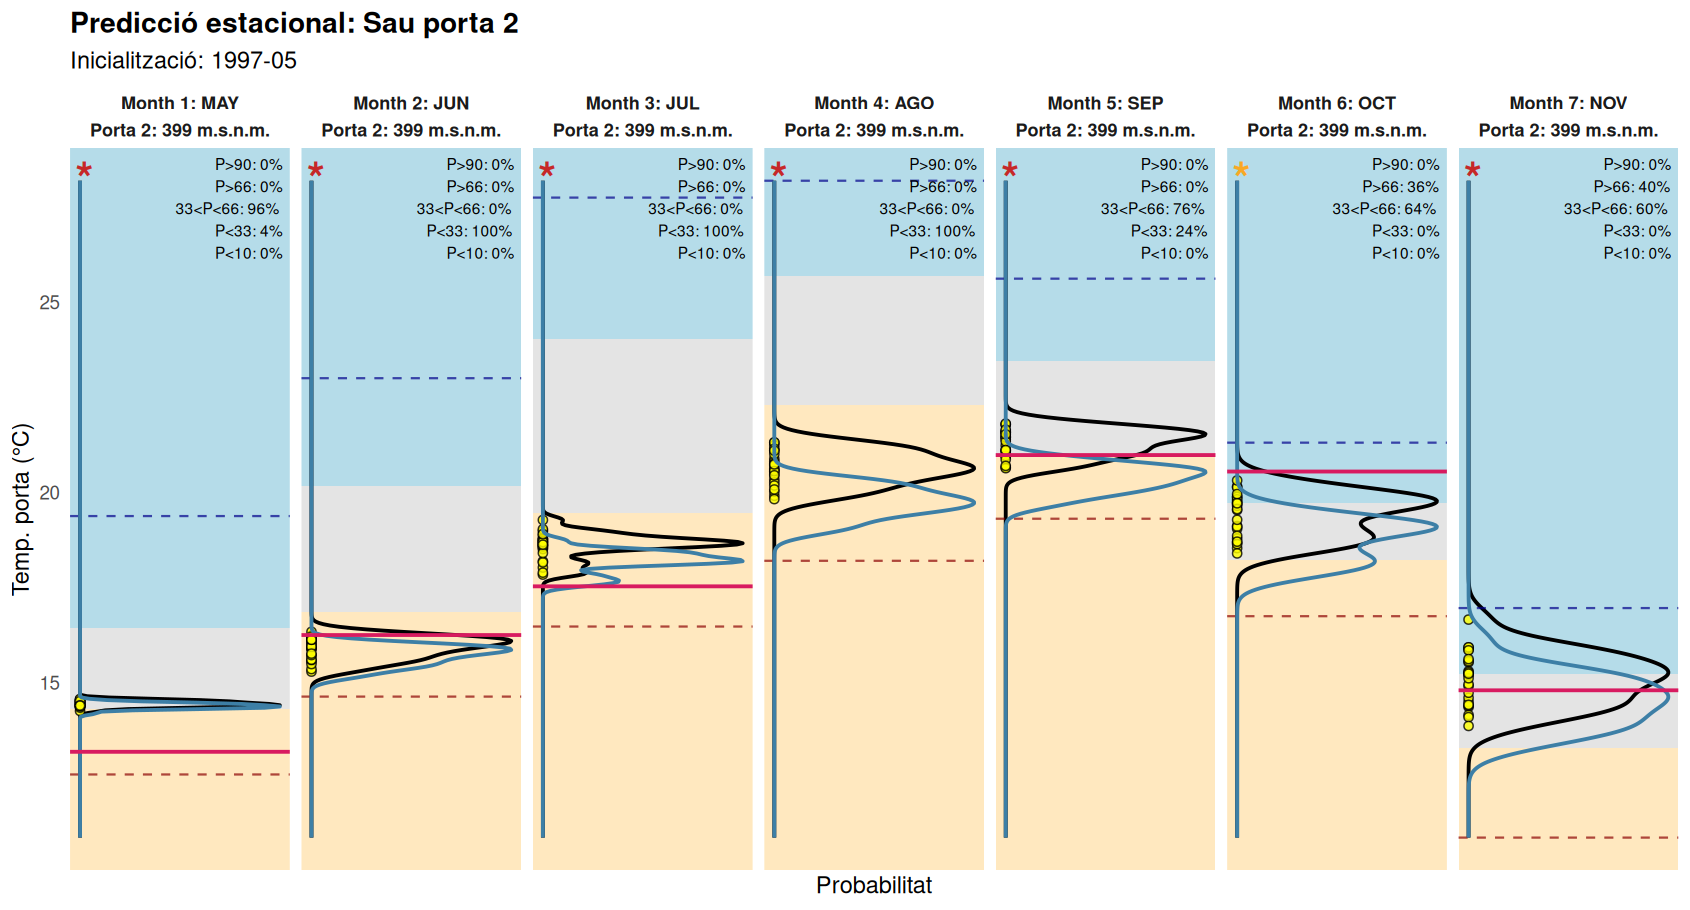 Predicció estacional: Sau porta 2
Inicialització: 1997-05
Month 1: MAY
Porta 2: 399 m.s.n.m.
Month 2: JUN
Porta 2: 399 m.s.n.m.
Month 3: JUL
Porta 2: 399 m.s.n.m.
Month 4: AGO
Porta 2: 399 m.s.n.m.
Month 5: SEP
Porta 2: 399 m.s.n.m.
Month 6: OCT
Porta 2: 399 m.s.n.m.
Month 7: NOV
Porta 2: 399 m.s.n.m.
*
P>90: 0%
P>66: 0%
33<P<66: 96%
P<33: 4%
P<10: 0%
*
P>90: 0%
P>66: 0%
33<P<66: 0%
P<33: 100%
P<10: 0%
*
P>90: 0%
P>66: 0%
33<P<66: 0%
P<33: 100%
P<10: 0%
*
P>90: 0%
P>66: 0%
33<P<66: 0%
P<33: 100%
P<10: 0%
*
P>90: 0%
P>66: 0%
33<P<66: 76%
P<33: 24%
P<10: 0%
*
P>90: 0%
P>66: 36%
33<P<66: 64%
P<33: 0%
P<10: 0%
*
P>90: 0%
P>66: 40%
33<P<66: 60%
P<33: 0%
P<10: 0%
Temp. porta (°C)
25
20
15
Probabilitat